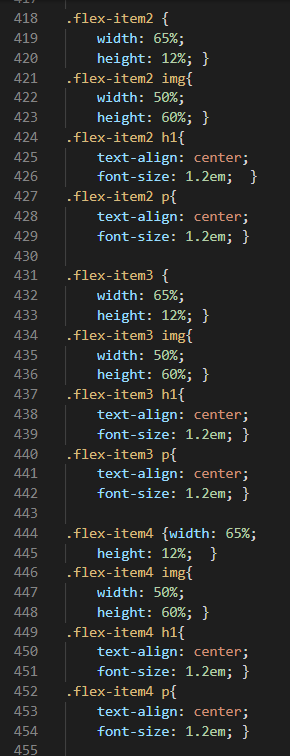 418 .flex-item2 {
419 width: 65%;
420 height: 12%; }
421 .flex-item2 img{
422 width: 50%;
423 height: 60%; }
424 .flex-item2 h1{
425 text-align: center;
426 font-size: 1.2em;  }
427 .flex-item2 p{
428 text-align: center;
429 font-size: 1.2em; }
430
431 .flex-item3 {
432 width: 65%;
433 height: 12%; }
434 .flex-item3 img{
435 width: 50%;
436 height: 60%; }
437 .flex-item3 h1{
438 text-align: center;
439 font-size: 1.2em; }
440 .flex-item3 p{
441 text-align: center;
442 font-size: 1.2em; }
443
444 .flex-item4 {width: 65%;
445 height: 12%;  }
446 .flex-item4 img{
447 width: 50%;
448 height: 60%; }
449 .flex-item4 h1{
450 text-align: center;
451 font-size: 1.2em; }
452 .flex-item4 p{
453 text-align: center;
454 font-size: 1.2em; }
455